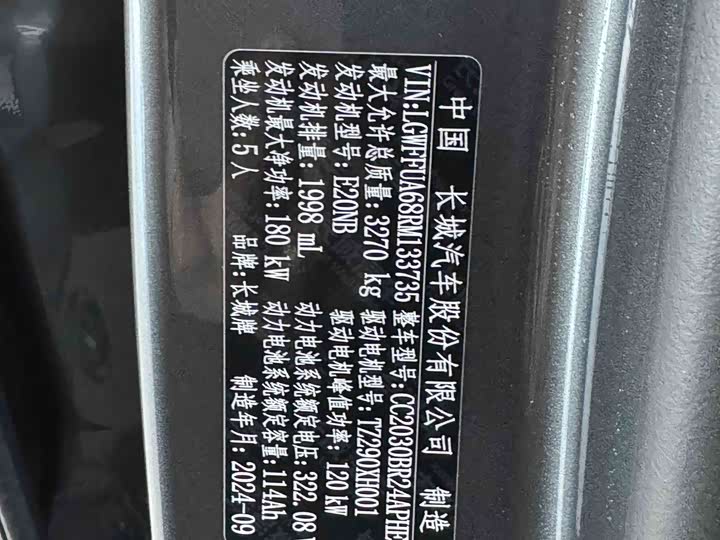 中国 长城汽车股份有限公司 制造
VIN:LGWFFUA68RM133735 整车型号:CC2030BR24APHE
最大允许总质量:3270 kg 驱动电机型号:TZ290XH001
发动机型号:E20NB 驱动电机峰值功率:120 kW
发动机排量:1998 mL 动力电池系统额定电压:322.08 V
发动机最大净功率:180 kW 动力电池系统额定容量:114Ah
乘坐人数:5人 品牌:长城牌 制造年月:2024-09